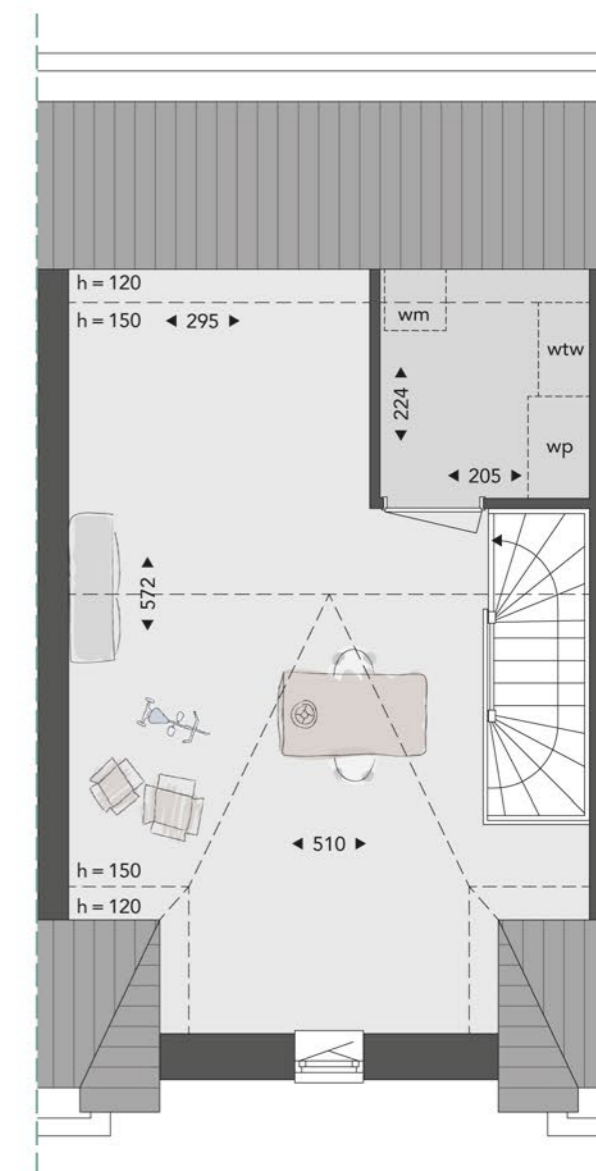 h = 120
h = 150 ◄ 295 ►
wm
wtw
◄ 224 ►
◄ 205 ►
wp
◄ 572 ►
◄ 510 ►
h = 150
h = 120